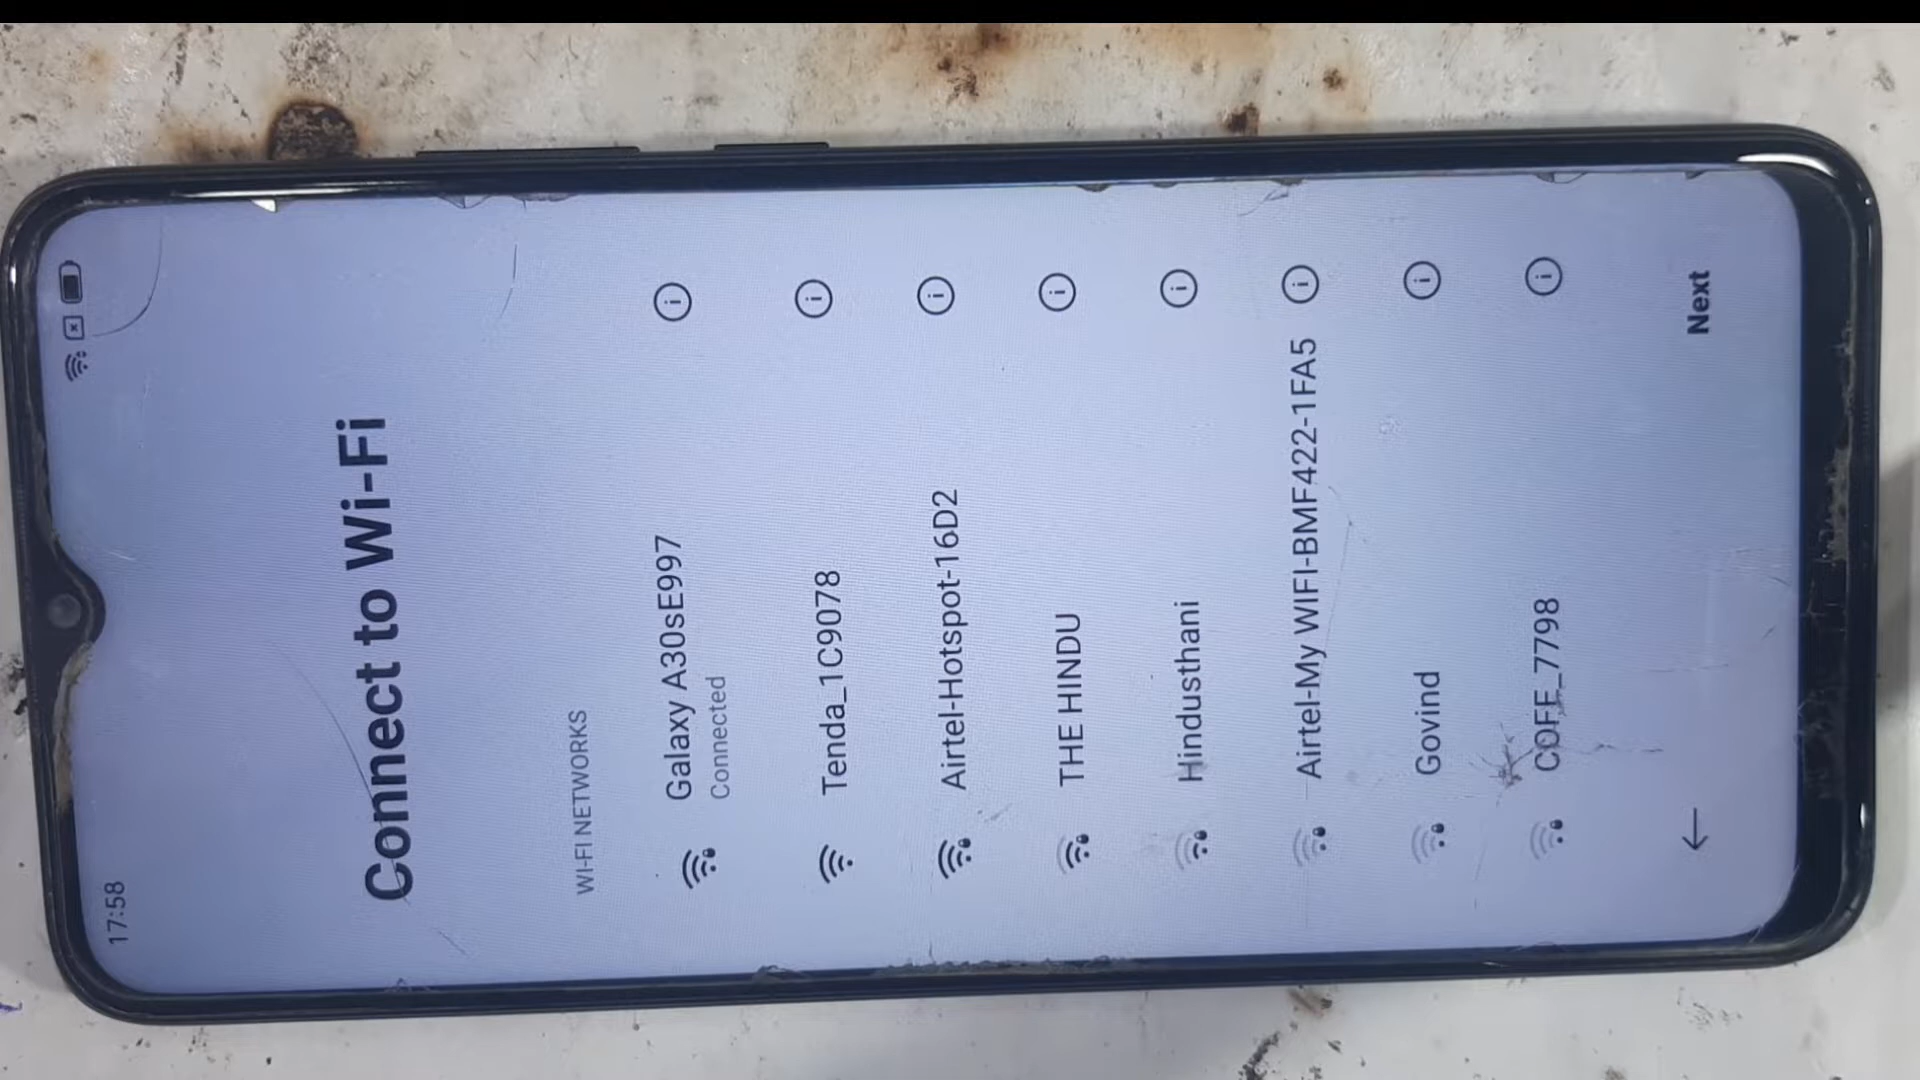 17:58
Connect to Wi-Fi
WI-FI NETWORKS
Galaxy A30sE997
Connected
Tenda_1C9078
Airtel-Hotspot-16D2
THE HINDU
Hindusthani
Airtel-My WIFI-BMF422-1FA5
Govind
COFE_7798
Next